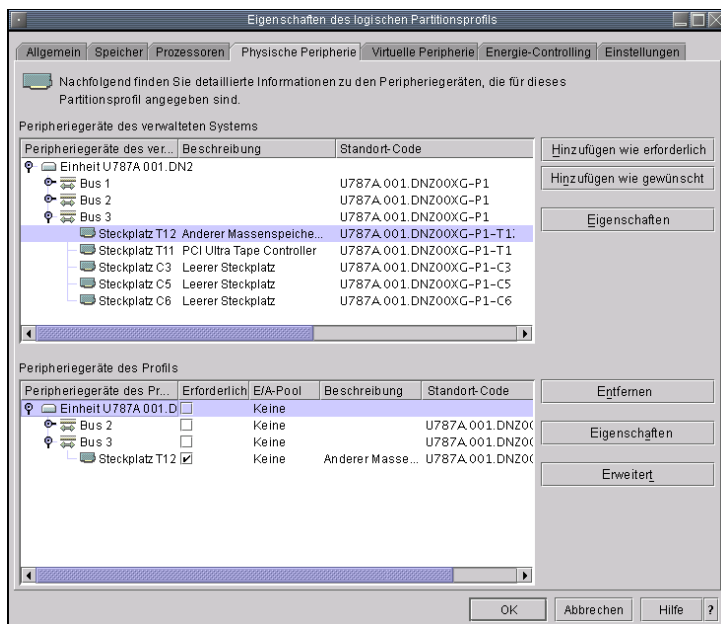 Eigenschaften des logischen Partitionsprofils
Allgemein Speicher Prozessoren Physische Peripherie Virtuelle Peripherie Energie-Controlling Einstellungen
Nachfolgend finden Sie detaillierte Informationen zu den Peripheriegeräten, die für dieses
Partitionsprofil angegeben sind.
Peripheriegeräte des verwalteten Systems
Peripheriegeräte des ver... Beschreibung Standort-Code
Einheit U787A 001.DN2
Bus 1 U787A 001.DNZ00XG-P1
Bus 2 U787A 001.DNZ00XG-P1
Bus 3 U787A 001.DNZ00XG-P1
Steckplatz T12 Anderer Massenspeiche... U787A 001.DNZ00XG-P1-T1
Steckplatz T11 PCI Ultra Tape Controller U787A 001.DNZ00XG-P1-T1
Steckplatz C3 Leerer Steckplatz U787A 001.DNZ00XG-P1-C3
Steckplatz C5 Leerer Steckplatz U787A 001.DNZ00XG-P1-C5
Steckplatz C6 Leerer Steckplatz U787A 001.DNZ00XG-P1-C6
Hinzufügen wie erforderlich
Hinzufügen wie gewünscht
Eigenschaften
Peripheriegeräte des Profils
Peripheriegeräte des Pr... Erforderlich E/A-Pool Beschreibung Standort-Code
Einheit U787A 001.D Keine
Bus 2 Keine U787A 001.DNZ0
Bus 3 Keine U787A 001.DNZ0
Steckplatz T12 Keine Anderer Masse... U787A 001.DNZ0
Entfernen
Eigenschaften
Erweitert
OK Abbrechen Hilfe ?